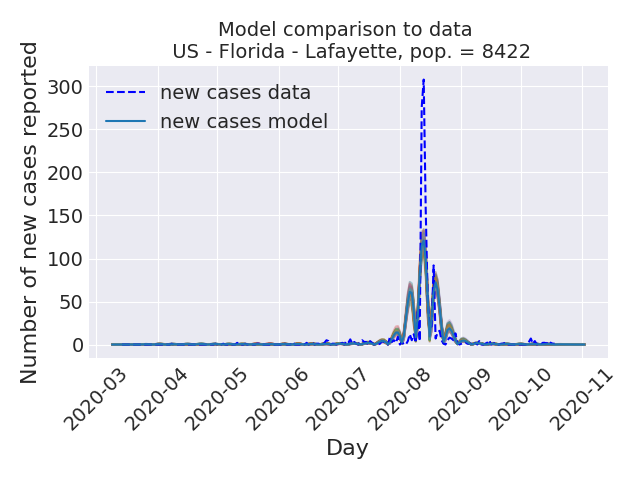 Model comparison to data
US - Florida - Lafayette, pop. = 8422
Number of new cases reported
300
250
200
150
100
50
0
new cases data
new cases model
2020-03
2020-04
2020-05
2020-06
2020-07
2020-08
2020-09
2020-10
2020-11
Day